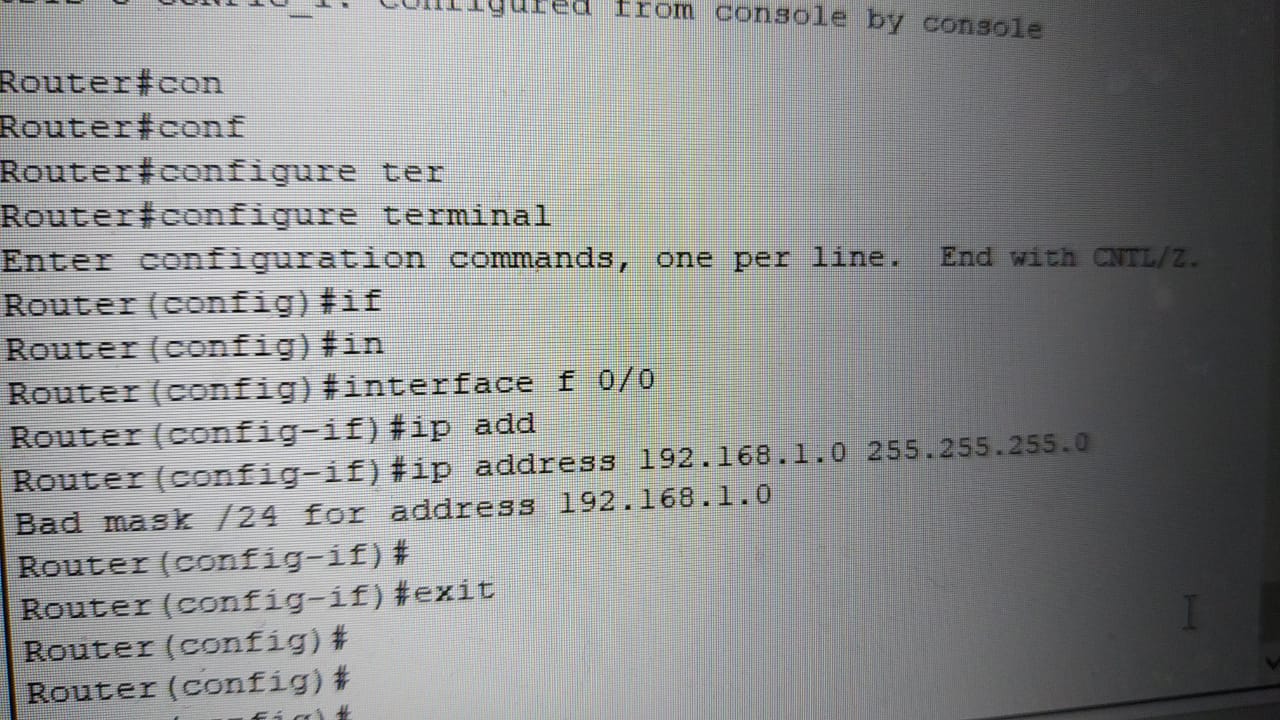 Configured from console by console
Router#con
Router#conf
Router#configure ter
Router#configure terminal
Enter configuration commands, one per line.  End with CNTL/Z.
Router(config)#if
Router(config)#in
Router(config)#interface f 0/0
Router(config-if)#ip add
Router(config-if)#ip address 192.168.1.0 255.255.255.0
Bad mask /24 for address 192.168.1.0
Router(config-if)#
Router(config-if)#exit
Router(config)#
Router(config)#